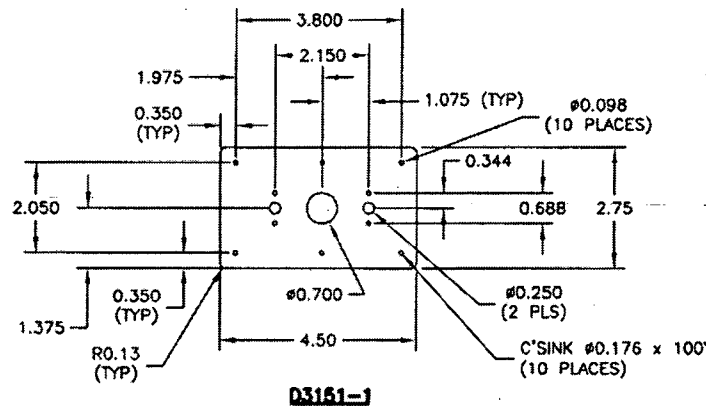 3.800
2.150
1.975
1.075 (TYP)
0.350
(TYP)
ø0.098
(10 PLACES)
0.344
2.050
0.688
2.75
0.350
(TYP)
ø0.700
ø0.250
(2 PLS)
1.375
R0.13
(TYP)
4.50
C'SINK ø0.176 x 100°
(10 PLACES)
D3151-1